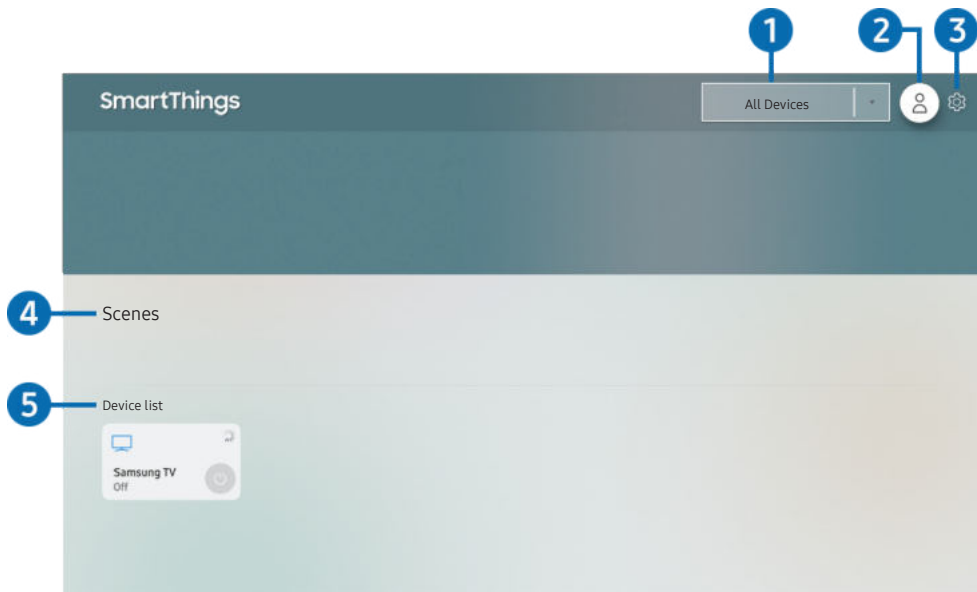 1 2 3
SmartThings
All Devices
4 Scenes
5 Device list
Samsung TV
Off